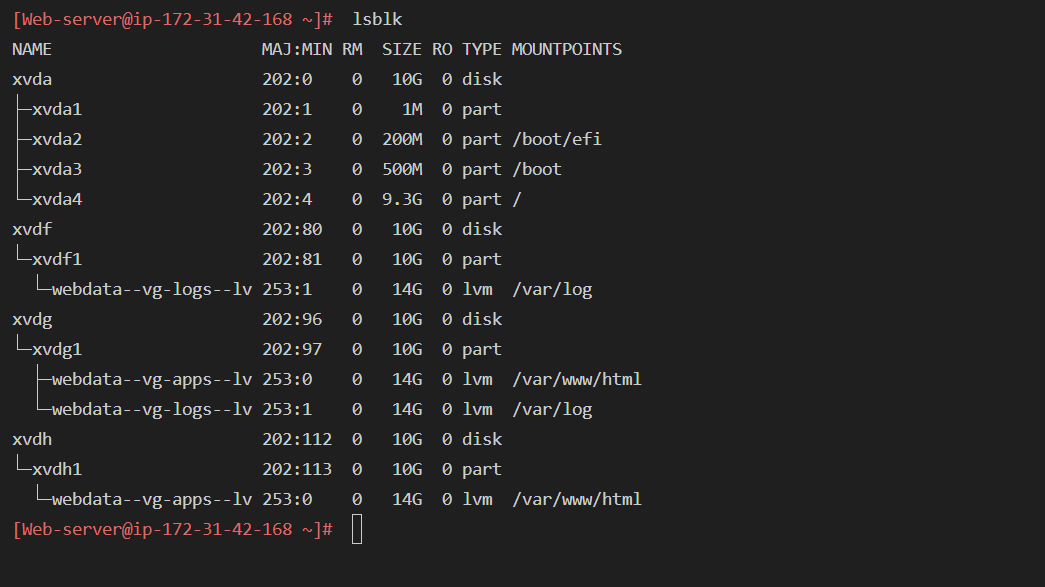 [Web-server@ip-172-31-42-168 ~]#  lsblk
NAME                     MAJ:MIN RM  SIZE RO TYPE MOUNTPOINTS
xvda                     202:0    0   10G  0 disk
├─xvda1                  202:1    0    1M  0 part
├─xvda2                  202:2    0  200M  0 part /boot/efi
├─xvda3                  202:3    0  500M  0 part /boot
└─xvda4                  202:4    0  9.3G  0 part /
xvdf                     202:80   0   10G  0 disk
└─xvdf1                  202:81   0   10G  0 part
  └─webdata--vg-logs--lv 253:1    0   14G  0 lvm  /var/log
xvdg                     202:96   0   10G  0 disk
└─xvdg1                  202:97   0   10G  0 part
  ├─webdata--vg-apps--lv 253:0    0   14G  0 lvm  /var/www/html
  └─webdata--vg-logs--lv 253:1    0   14G  0 lvm  /var/log
xvdh                     202:112  0   10G  0 disk
└─xvdh1                  202:113  0   10G  0 part
  └─webdata--vg-apps--lv 253:0    0   14G  0 lvm  /var/www/html
[Web-server@ip-172-31-42-168 ~]#